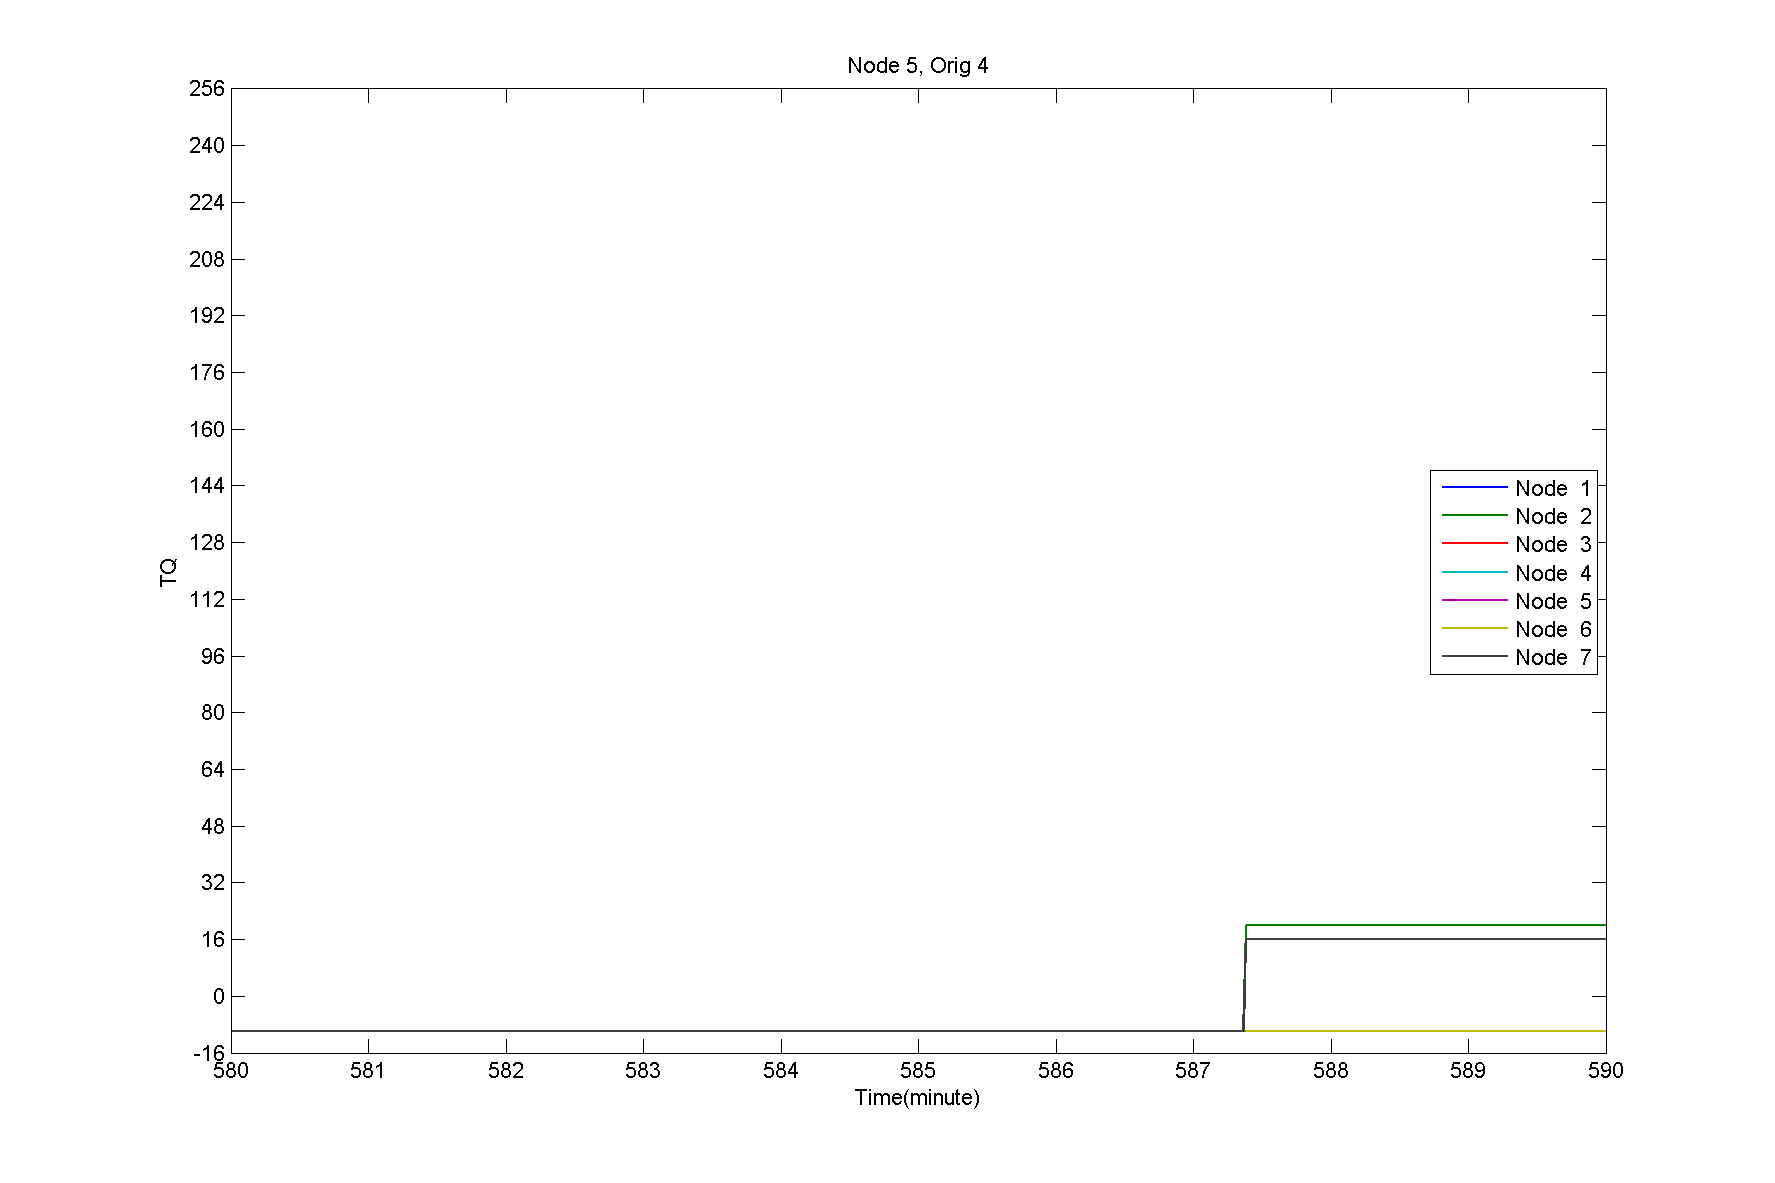 Node 5, Orig 4
256
240
224
208
192
176
160
144
128
112
96
80
64
48
32
16
0
-16
TQ
Node 1
Node 2
Node 3
Node 4
Node 5
Node 6
Node 7
580 581 582 583 584 585 586 587 588 589 590
Time(minute)